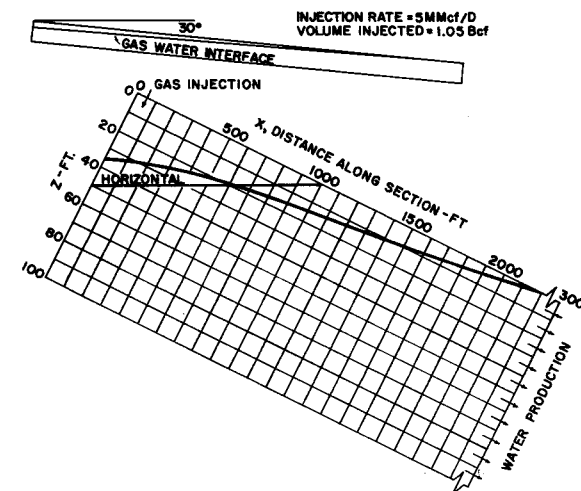 INJECTION RATE = 5MMcf/D
VOLUME INJECTED = 1.05 Bcf
30°
GAS WATER INTERFACE
GAS INJECTION
0
0
20
40
60
80
100
Z - FT.
HORIZONTAL
X, DISTANCE ALONG SECTION - FT
500
1000
1500
2000
300
WATER PRODUCTION